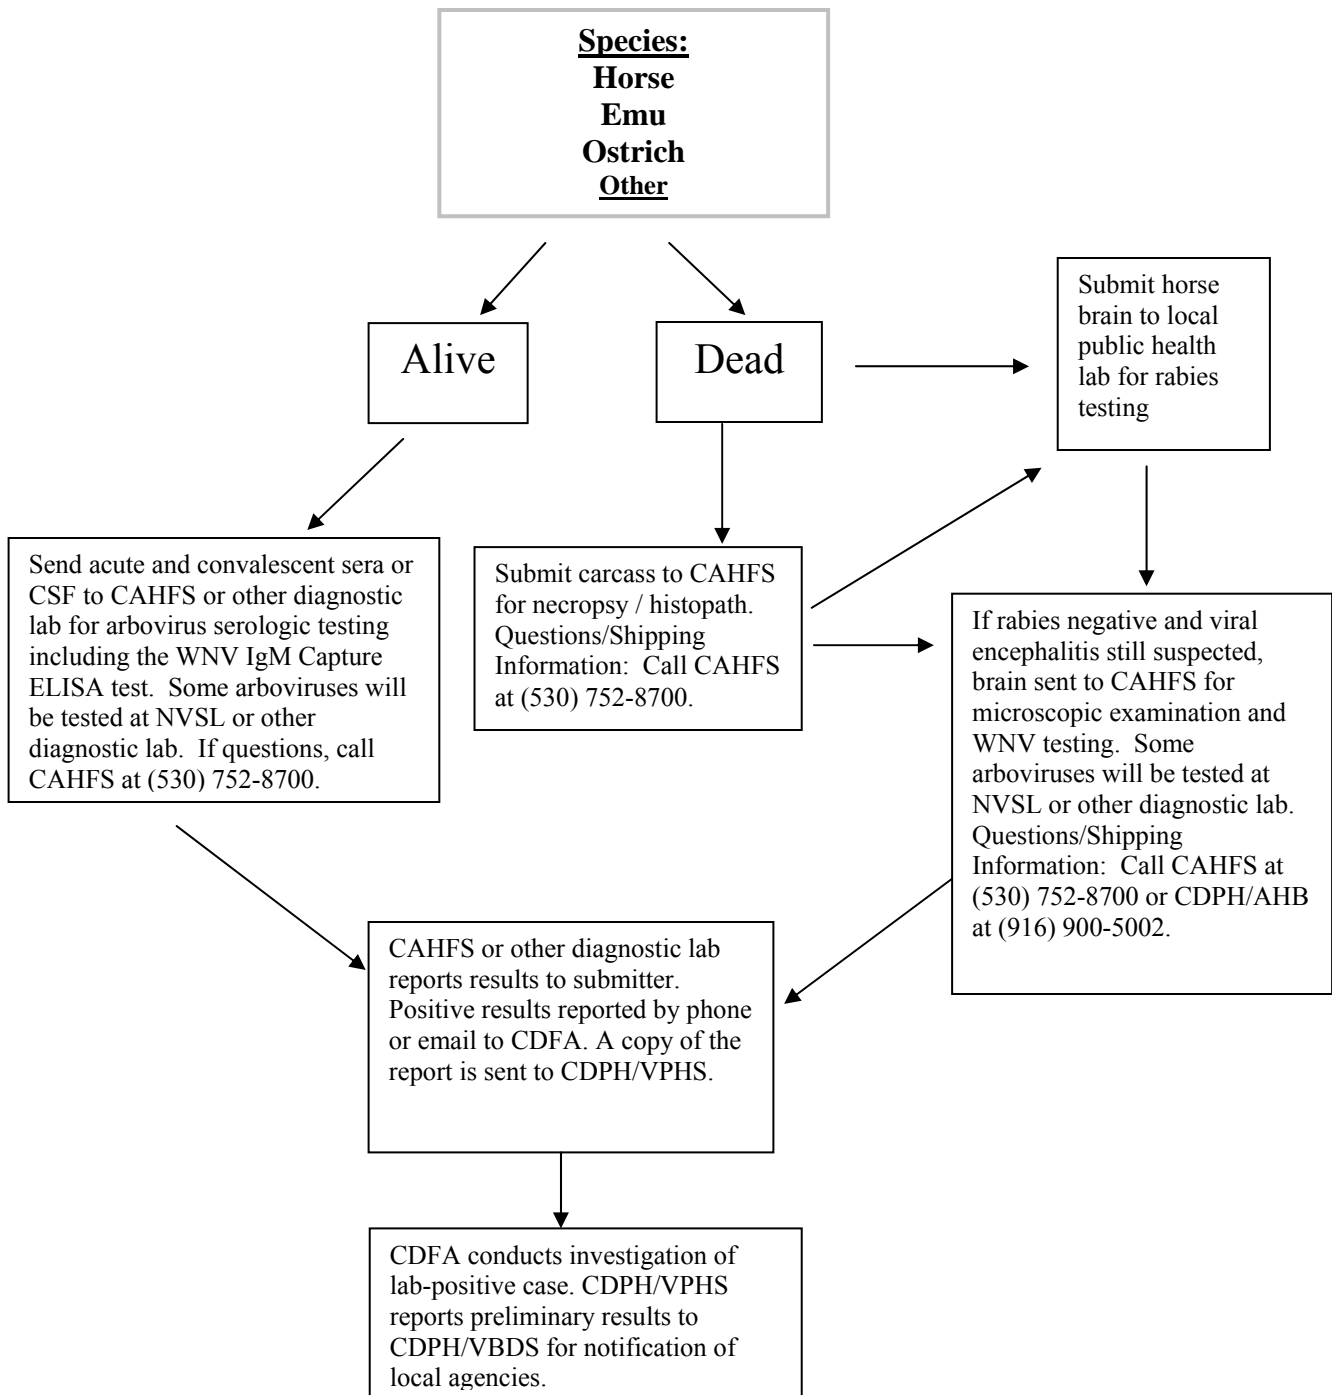 Species:
Horse
Emu
Ostrich
Other
Alive
Dead
Submit horse
brain to local
public health
lab for rabies
testing
Send acute and convalescent sera or
CSF to CAHFS or other diagnostic
lab for arbovirus serologic testing
including the WNV IgM Capture
ELISA test.  Some arboviruses will
be tested at NVSL or other
diagnostic lab.  If questions, call
CAHFS at (530) 752-8700.
Submit carcass to CAHFS
for necropsy / histopath.
Questions/Shipping
Information:  Call CAHFS
at (530) 752-8700.
If rabies negative and viral
encephalitis still suspected,
brain sent to CAHFS for
microscopic examination and
WNV testing.  Some
arboviruses will be tested at
NVSL or other diagnostic lab.
Questions/Shipping
Information:  Call CAHFS at
(530) 752-8700 or CDPH/AHB
at (916) 900-5002.
CAHFS or other diagnostic lab
reports results to submitter.
Positive results reported by phone
or email to CDFA. A copy of the
report is sent to CDPH/VPHS.
CDFA conducts investigation of
lab-positive case. CDPH/VPHS
reports preliminary results to
CDPH/VBDS for notification of
local agencies.